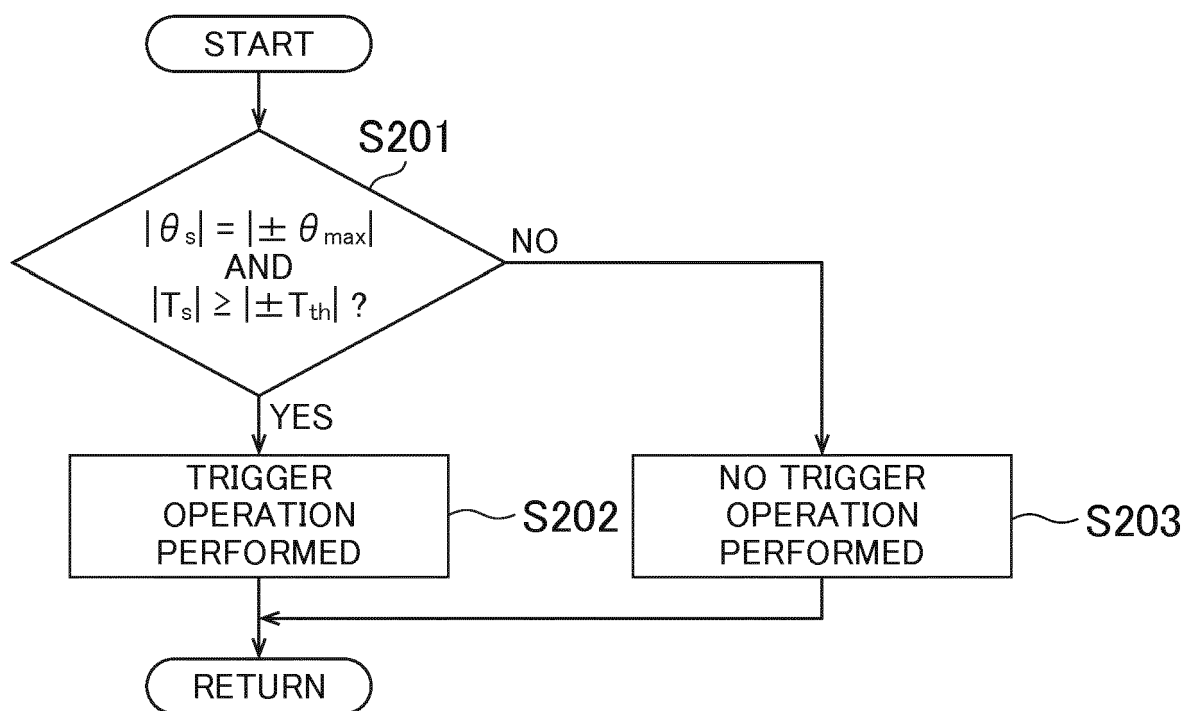 START
S201
|θs| = |± θmax|
AND
|Ts| ≥ |±Tth| ?
NO
YES
TRIGGER
OPERATION
PERFORMED
S202
NO TRIGGER
OPERATION
PERFORMED
S203
RETURN